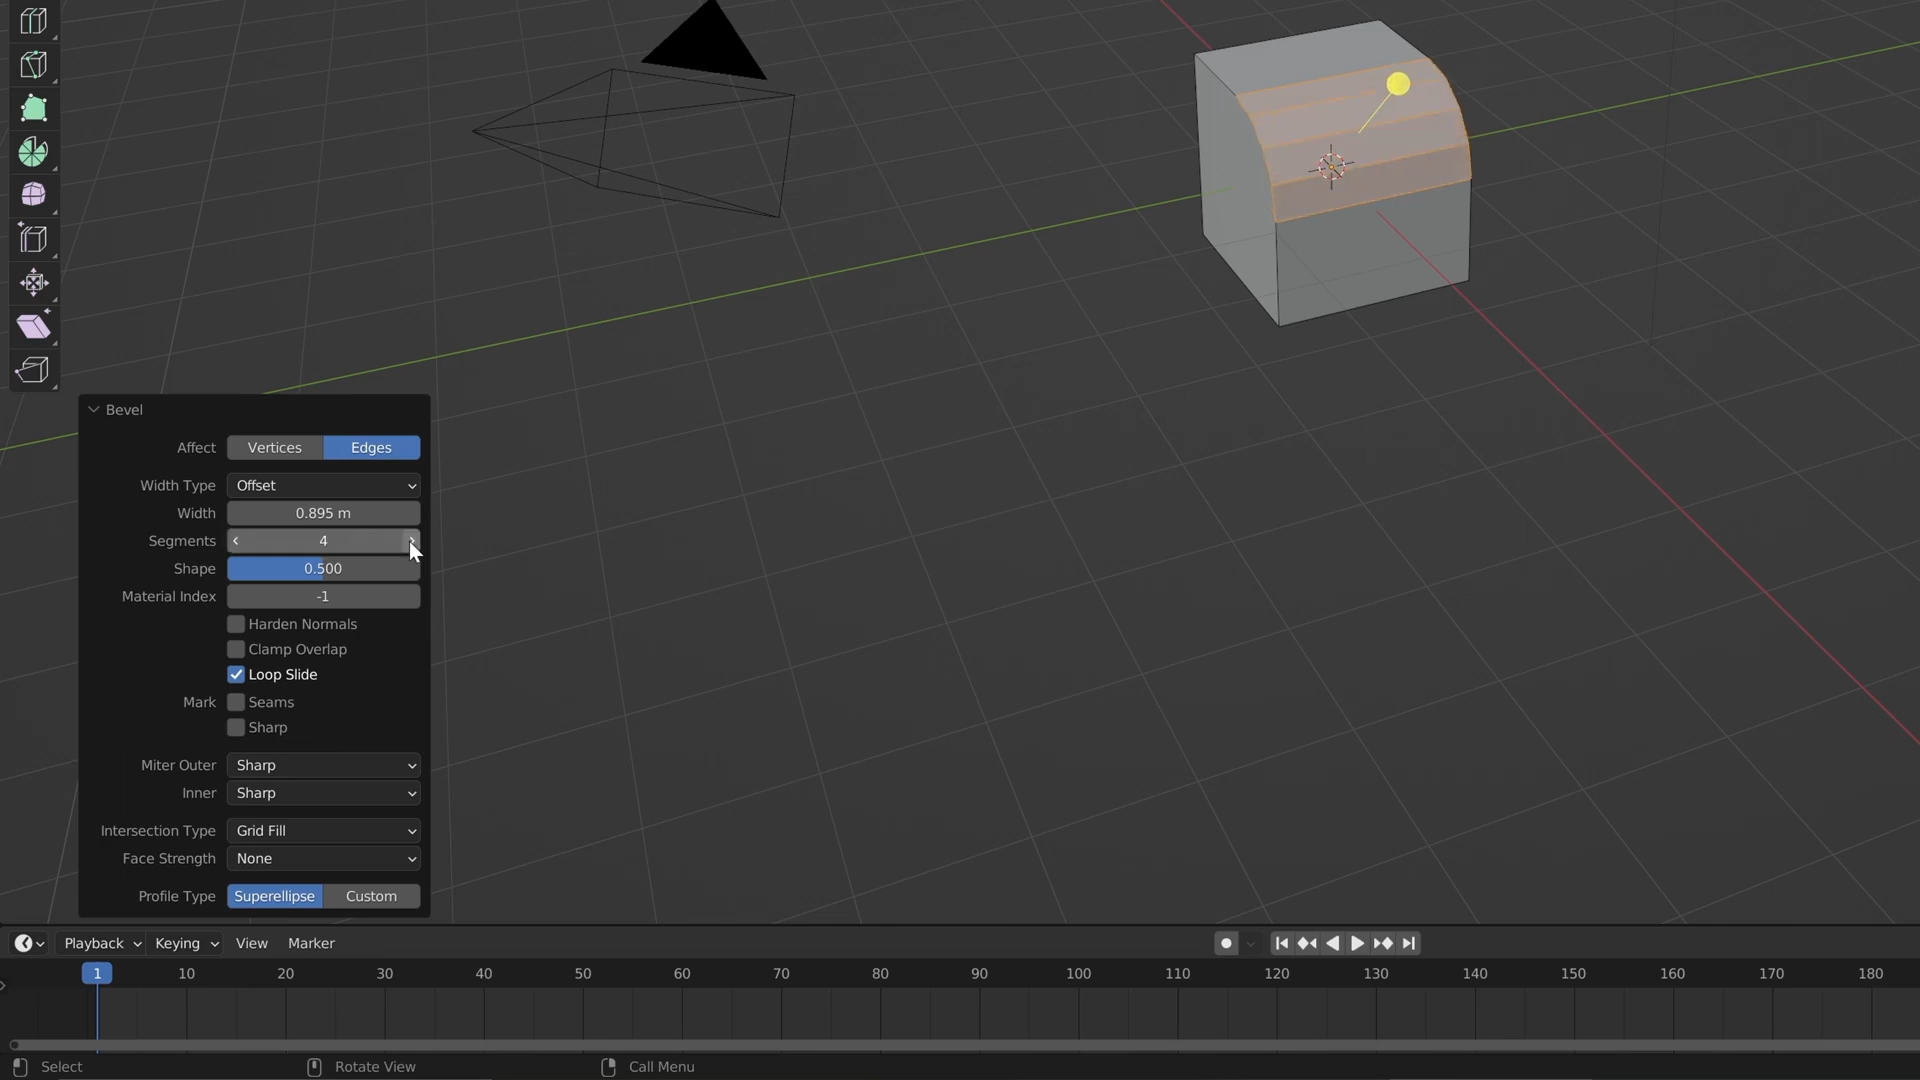 Bevel
Affect Vertices Edges
Width Type Offset
Width 0.895 m
Segments 4
Shape 0.500
Material Index -1
Harden Normals
Clamp Overlap
Loop Slide
Mark Seams
Sharp
Miter Outer Sharp
Inner Sharp
Intersection Type Grid Fill
Face Strength None
Profile Type Superellipse Custom
Playback Keying View Marker
1 10 20 30 40 50 60 70 80 90 100 110 120 130 140 150 160 170 180
Select Rotate View Call Menu